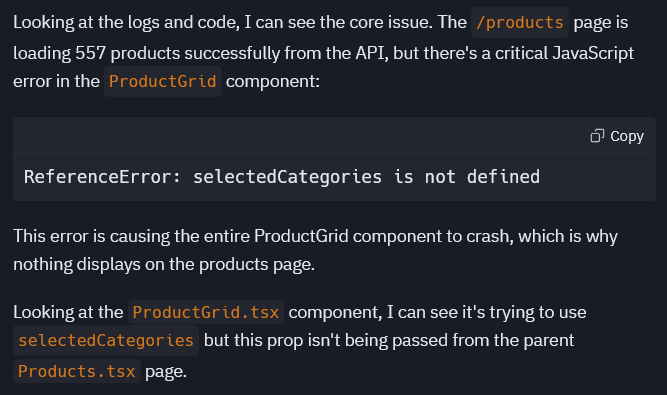 Looking at the logs and code, I can see the core issue. The /products page is
loading 557 products successfully from the API, but there's a critical JavaScript
error in the ProductGrid component:
Copy
ReferenceError: selectedCategories is not defined
This error is causing the entire ProductGrid component to crash, which is why
nothing displays on the products page.
Looking at the ProductGrid.tsx component, I can see it's trying to use
selectedCategories but this prop isn't being passed from the parent
Products.tsx page.